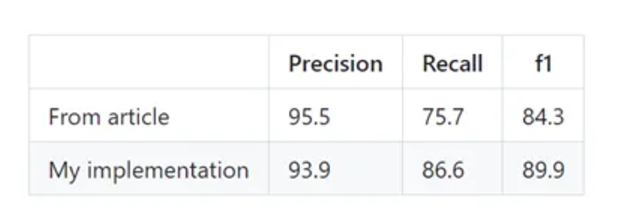 Precision Recall f1
From article 95.5 75.7 84.3
My implementation 93.9 86.6 89.9